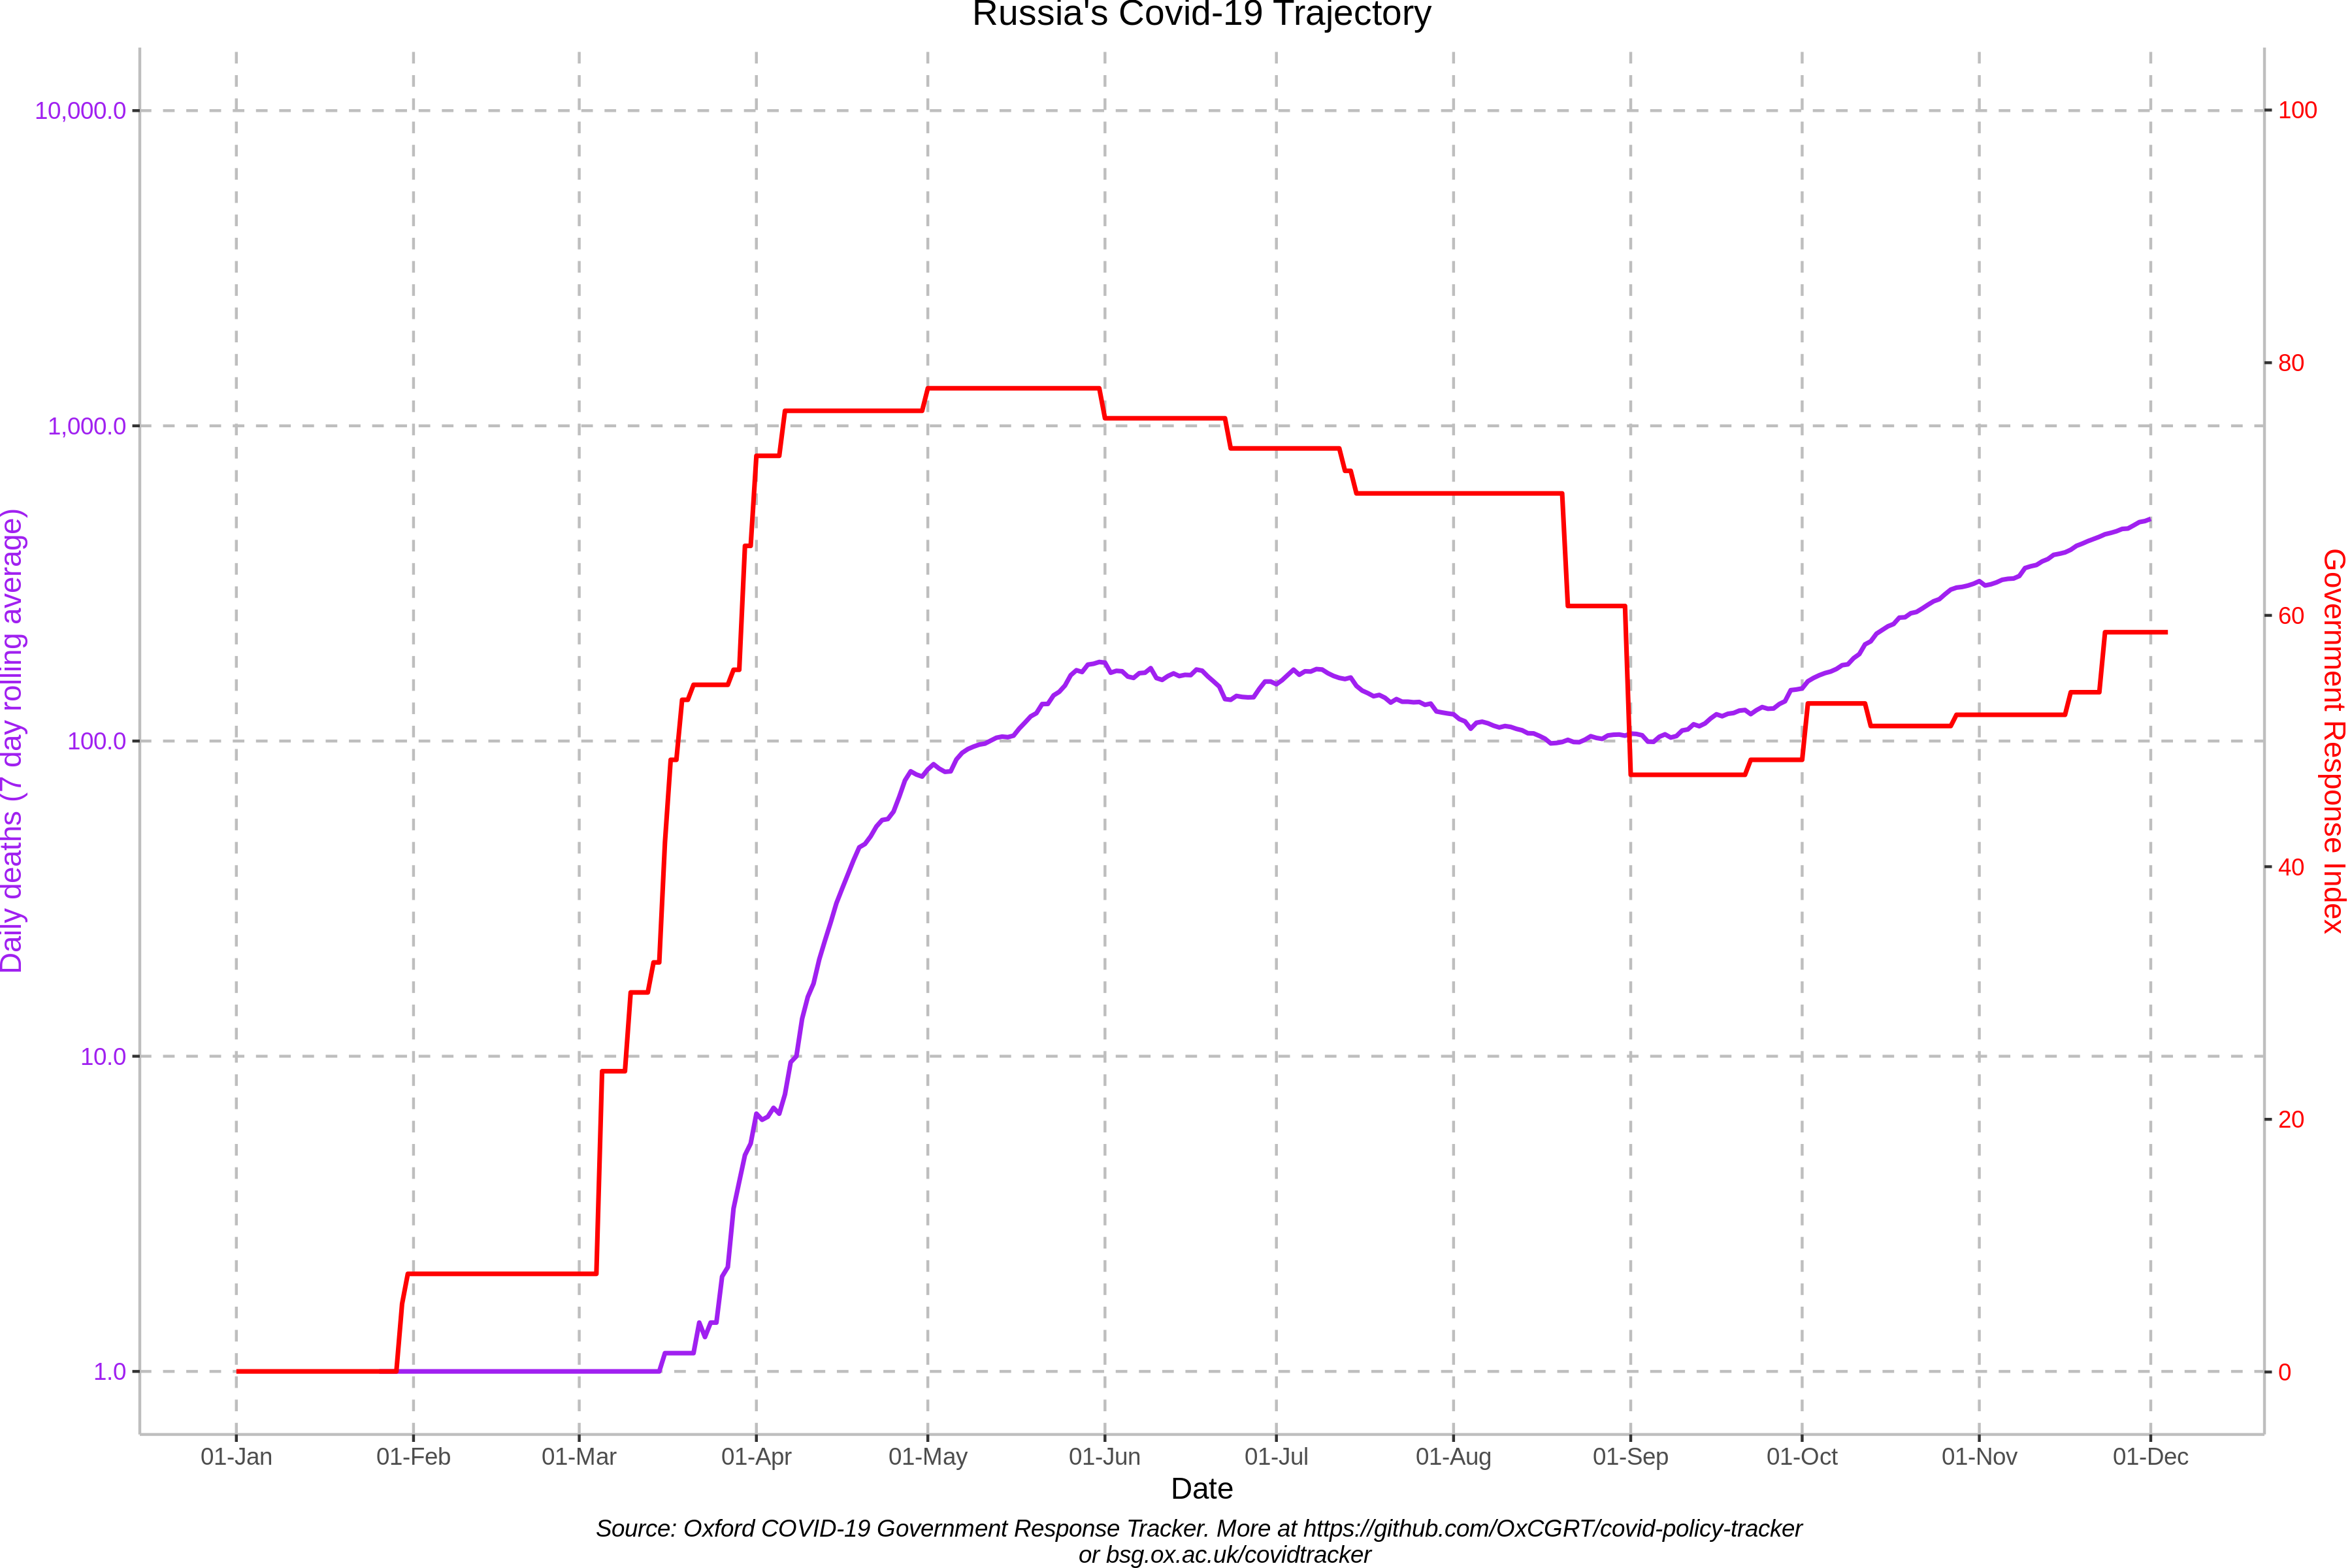 Russia's Covid-19 Trajectory
10,000.0
1,000.0
100.0
10.0
1.0
Daily deaths (7 day rolling average)
100
80
60
40
20
0
Government Response Index
01-Jan
01-Feb
01-Mar
01-Apr
01-May
01-Jun
01-Jul
01-Aug
01-Sep
01-Oct
01-Nov
01-Dec
Date
Source: Oxford COVID-19 Government Response Tracker. More at https://github.com/OxCGRT/covid-policy-tracker
or bsg.ox.ac.uk/covidtracker